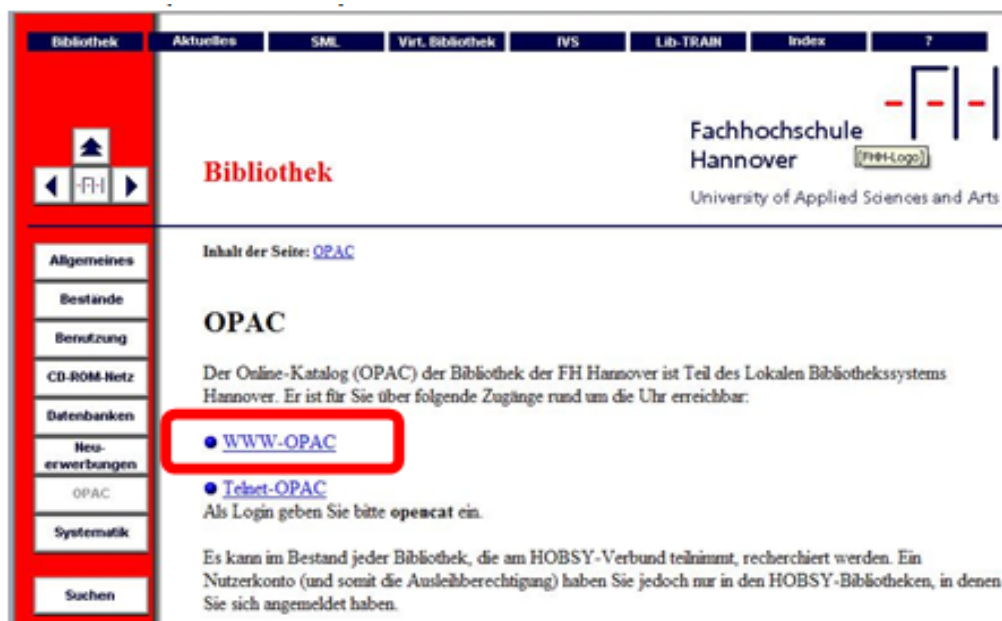 Bibliothek Aktuelles SML Virt. Bibliothek IVS Lib-TRAIN Index ?
-FH
Fachhochschule
Hannover
(FHH-Logo)
University of Applied Sciences and Arts
-FH
Bibliothek
Allgemeines
Bestände
Benutzung
CD-ROM-Netz
Datenbanken
Neu-
erwerbungen
OPAC
Systematik
Suchen
Inhalt der Seite: OPAC
OPAC
Der Online-Katalog (OPAC) der Bibliothek der FH Hannover ist Teil des Lokalen Bibliothekssystems
Hannover. Er ist für Sie über folgende Zugänge rund um die Uhr erreichbar:
WWW-OPAC
Telnet-OPAC
Als Login geben Sie bitte opencat ein.
Es kann im Bestand jeder Bibliothek, die am HOBSY-Verbund teilnimmt, recherchiert werden. Ein
Nutzerkonto (und somit die Ausleihberechtigung) haben Sie jedoch nur in den HOBSY-Bibliotheken, in denen
Sie sich angemeldet haben.